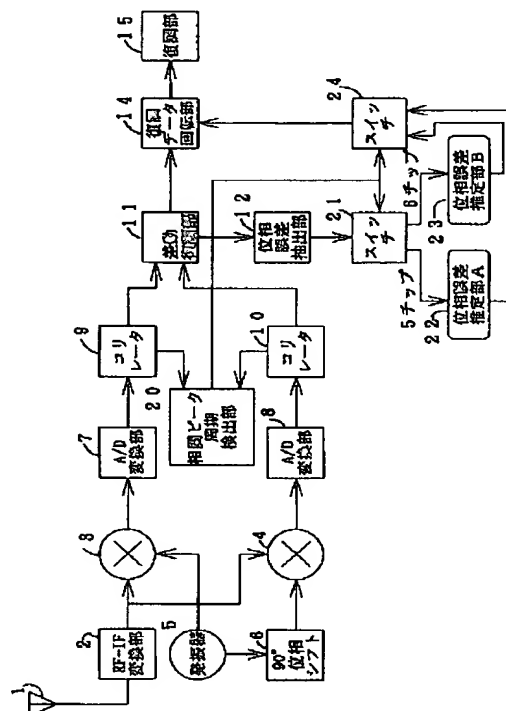 1
2
RF-IF
変換部
3
4
5
発振器
6
90°
位相
シフト
7
A/D
変換部
8
A/D
変換部
9
コリ
レータ
10
コリ
レータ
20
相関ピーク
周期
検出部
11
差動
12
位相
誤差
抽出部
21
スイッ
チ
5チップ
6チップ
22
位相誤差
推定部A
23
位相誤差
推定部B
24
スイッ
チ
14
復調
データ
回転部
15
復調部